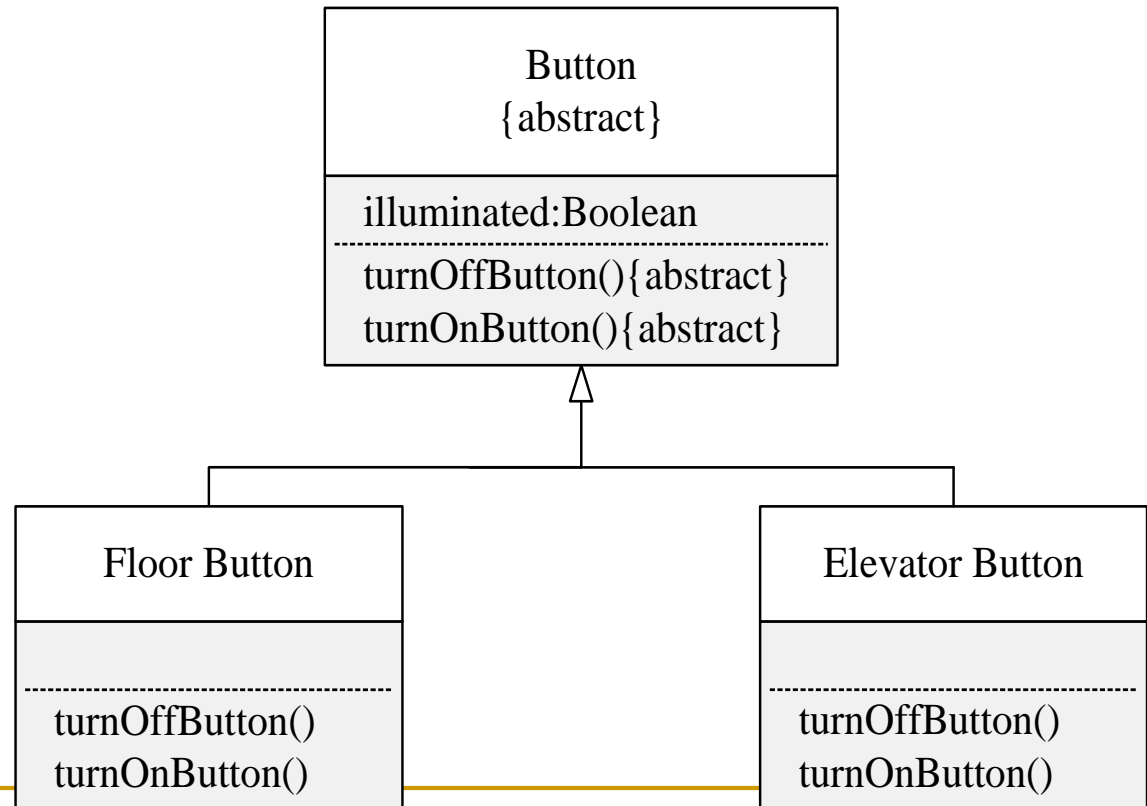 Button
{abstract}
illuminated:Boolean
turnOffButton(){abstract}
turnOnButton(){abstract}
Floor Button
turnOffButton()
turnOnButton()
Elevator Button
turnOffButton()
turnOnButton()